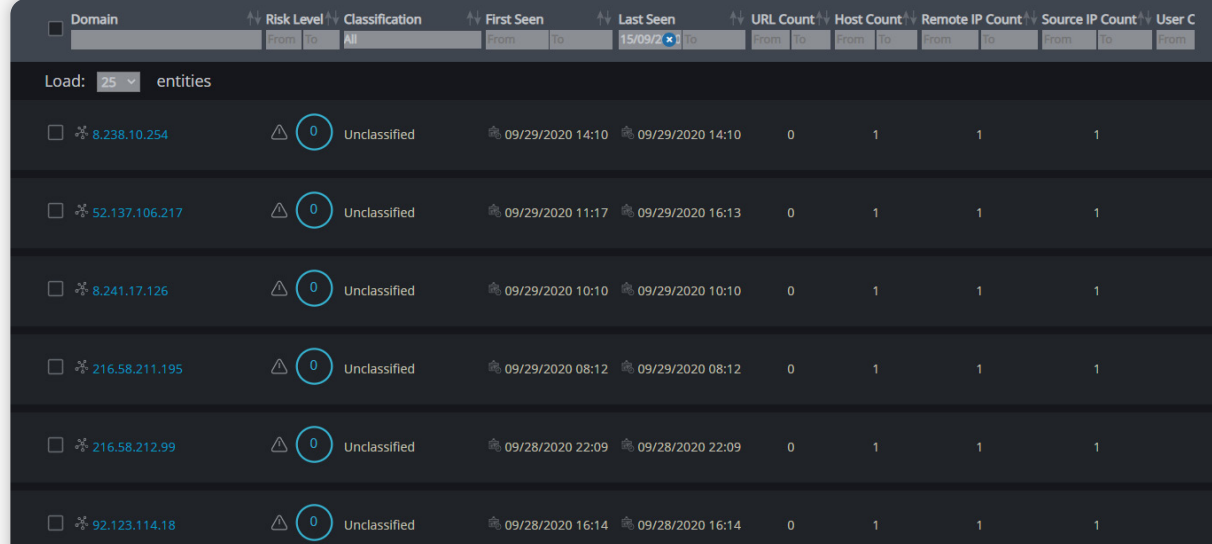 Domain Risk Level Classification First Seen Last Seen URL Count Host Count Remote IP Count Source IP Count User C
From To All From To 15/09/2 To From To From To From To From To From
Load: 25 entities
8.238.10.254 0 Unclassified 09/29/2020 14:10 09/29/2020 14:10 0 1 1 1
52.137.106.217 0 Unclassified 09/29/2020 11:17 09/29/2020 16:13 0 1 1 1
8.241.17.126 0 Unclassified 09/29/2020 10:10 09/29/2020 10:10 0 1 1 1
216.58.211.195 0 Unclassified 09/29/2020 08:12 09/29/2020 08:12 0 1 1 1
216.58.212.99 0 Unclassified 09/28/2020 22:09 09/28/2020 22:09 0 1 1 1
92.123.114.18 0 Unclassified 09/28/2020 16:14 09/28/2020 16:14 0 1 1 1